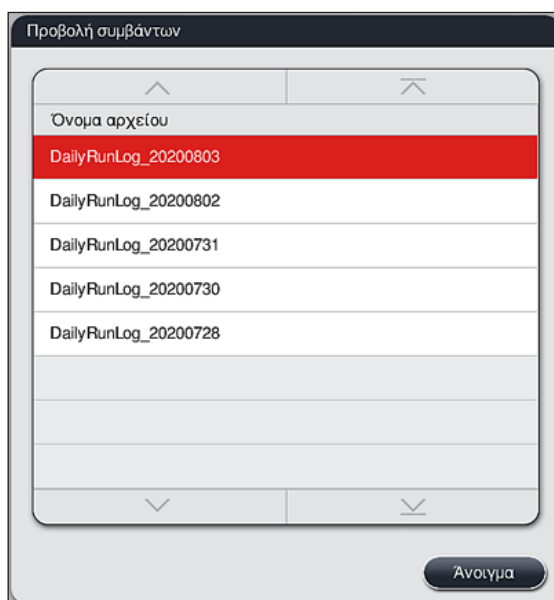 Προβολή συμβάντων
Όνομα αρχείου
DailyRunLog_20200803
DailyRunLog_20200802
DailyRunLog_20200731
DailyRunLog_20200730
DailyRunLog_20200728
Άνοιγμα